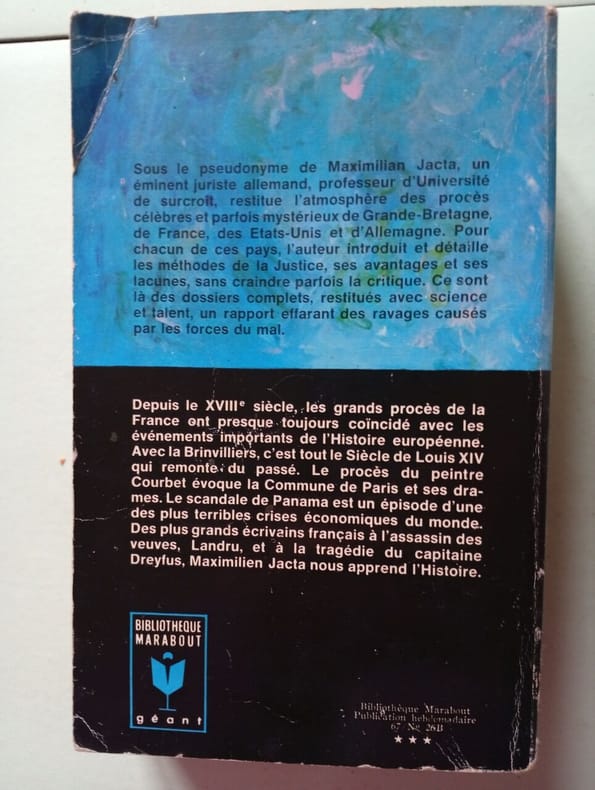 Sous le pseudonyme de Maximilian Jacta, un
éminent juriste allemand, professeur d'Université
de surcroît, restitue l'atmosphère des procès
célèbres et parfois mystérieux de Grande-Bretagne,
de France, des Etats-Unis et d'Allemagne. Pour
chacun de ces pays, l'auteur introduit et détaille
les méthodes de la Justice, ses avantages et ses
lacunes, sans craindre parfois la critique. Ce sont
là des dossiers complets, restitués avec science
et talent, un rapport effarant des ravages causés
par les forces du mal.
Depuis le XVIIIe siècle, les grands procès de la
France ont presque toujours coïncidé avec les
événements importants de l'Histoire européenne.
Avec la Brinvilliers, c'est tout le Siècle de Louis XIV
qui remonte du passé. Le procès du peintre
Courbet évoque la Commune de Paris et ses dra-
mes. Le scandale de Panama est un épisode d'une
des plus terribles crises économiques du monde.
Des plus grands écrivains français à l'assassin des
veuves, Landru, et à la tragédie du capitaine
Dreyfus, Maximilien Jacta nous apprend l'Histoire.
BIBLIOTHEQUE
MARABOUT
géant
Bibliothèque Marabout
Publication hebdomadaire
67 No 26B
★★★